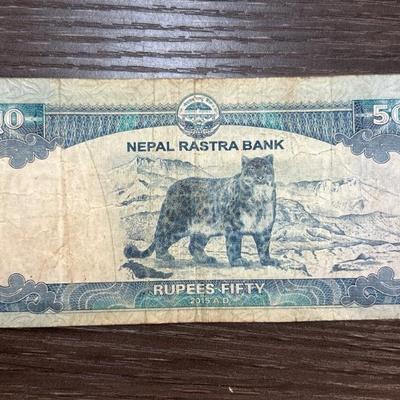 50
50
NEPAL RASTRA BANK
RUPEES FIFTY
2015 A.D.